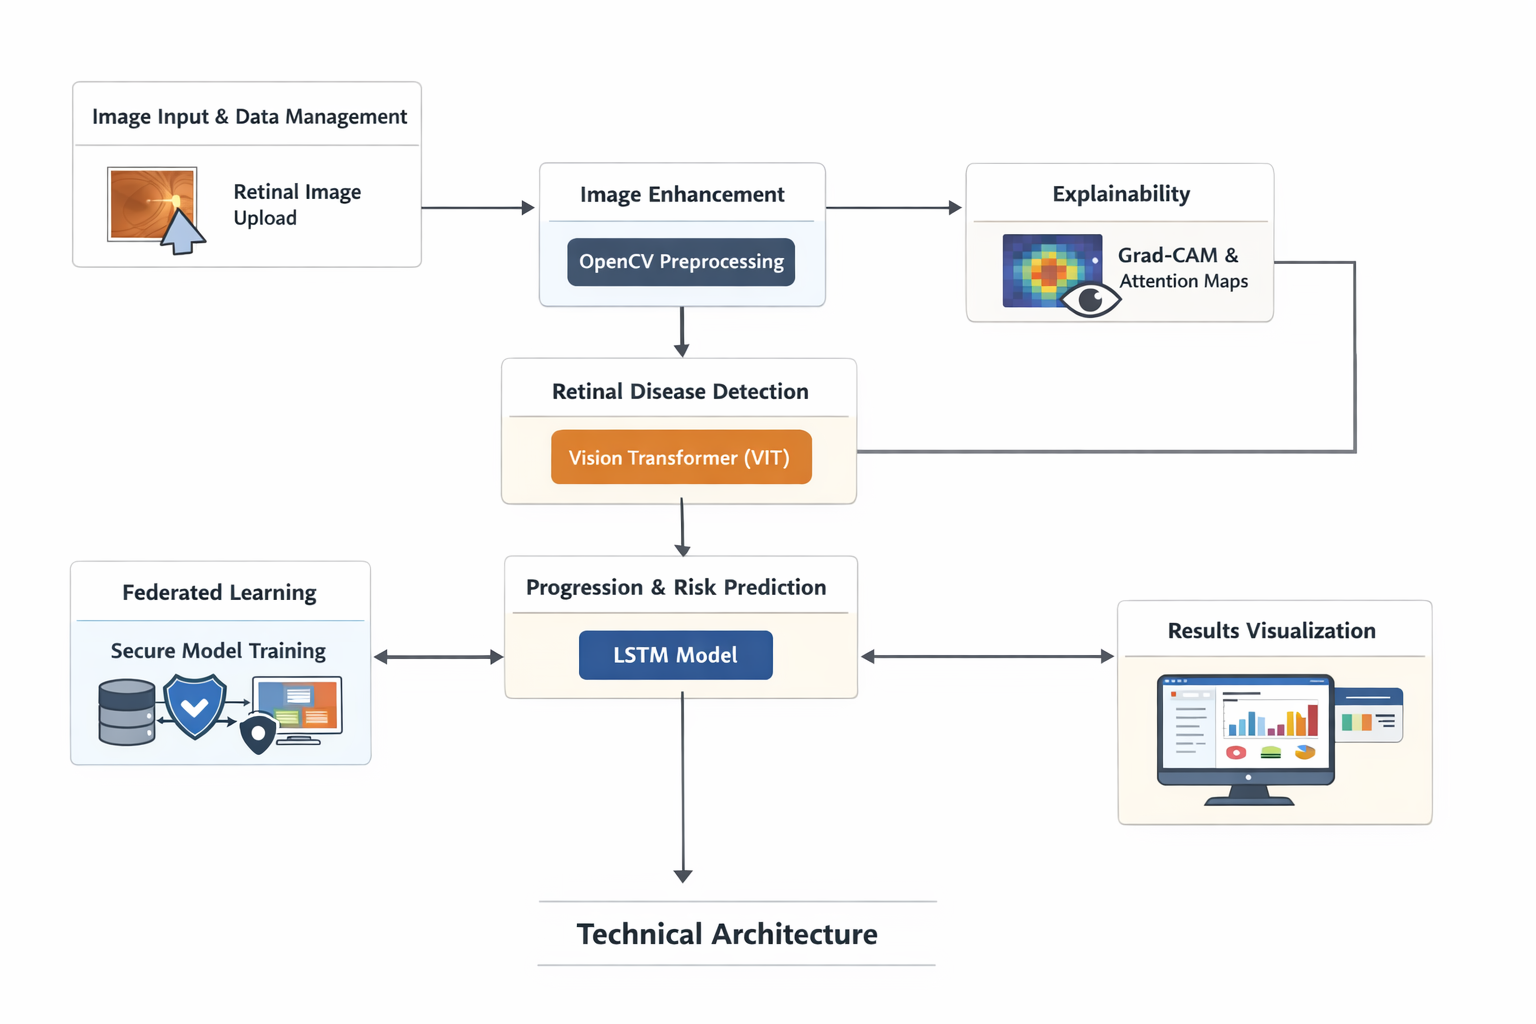 Image Input & Data Management
Retinal Image
Upload
Image Enhancement
OpenCV Preprocessing
Explainability
Grad-CAM &
Attention Maps
Retinal Disease Detection
Vision Transformer (VIT)
Federated Learning
Secure Model Training
Progression & Risk Prediction
LSTM Model
Results Visualization
Technical Architecture